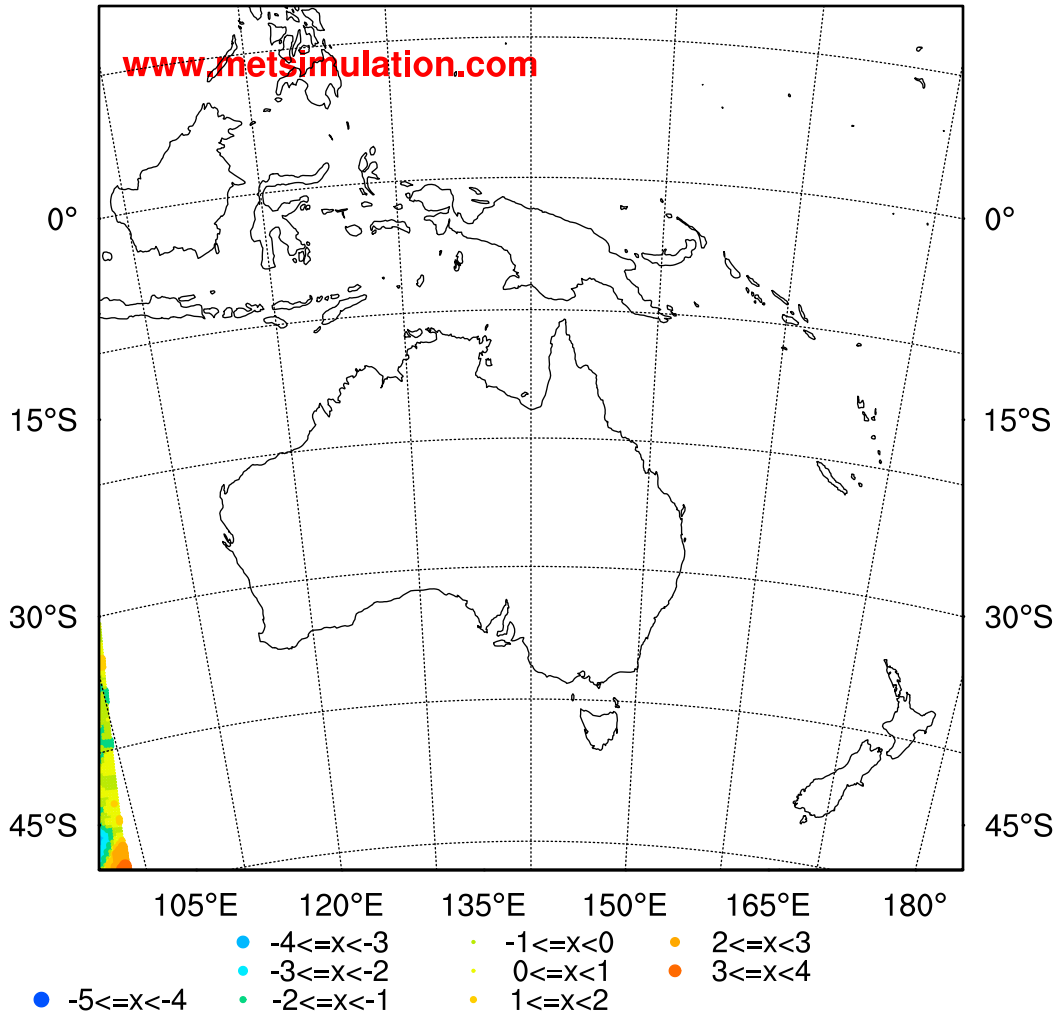 www.metsimulation.com
0° 0°
15°S 15°S
30°S 30°S
45°S 45°S
105°E 120°E 135°E 150°E 165°E 180°
-4<=x<-3 -1<=x<0 2<=x<3
-3<=x<-2 0<=x<1 3<=x<4
-5<=x<-4 -2<=x<-1 1<=x<2